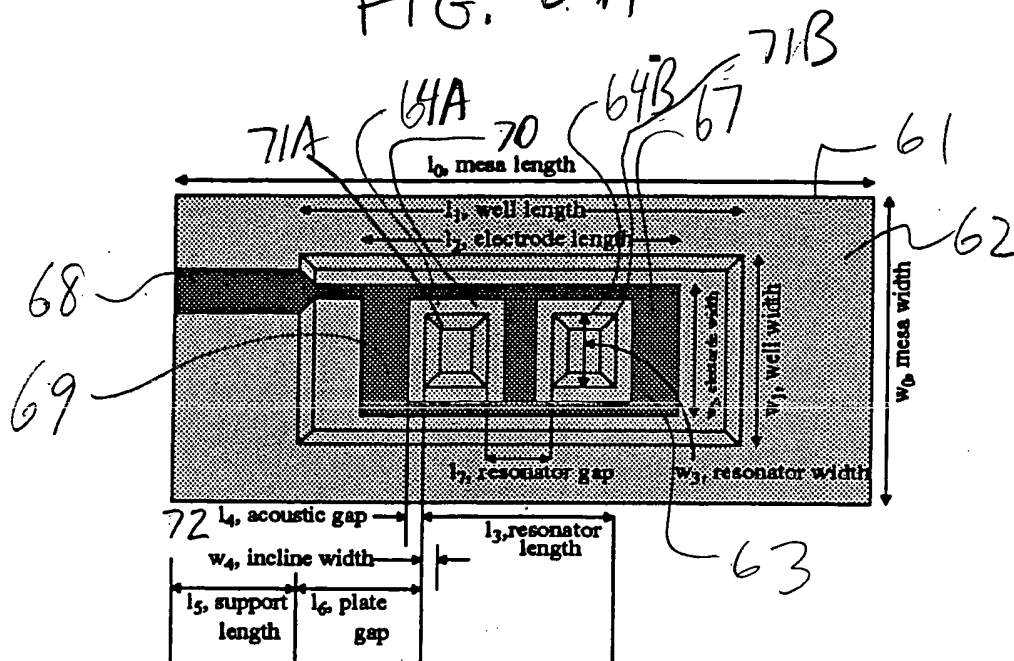 FIG.
71B
64A
64B
71A
70
67
l₀, mesa length
61
l₁, well length
l₂, electrode length
62
68
w₂, electrode width
w₁, well width
w₀, mesa width
69
l₇, resonator gap
w₃, resonator width
72
l₄, acoustic gap
l₃, resonator length
w₄, incline width
63
l₅, support length
l₆, plate gap